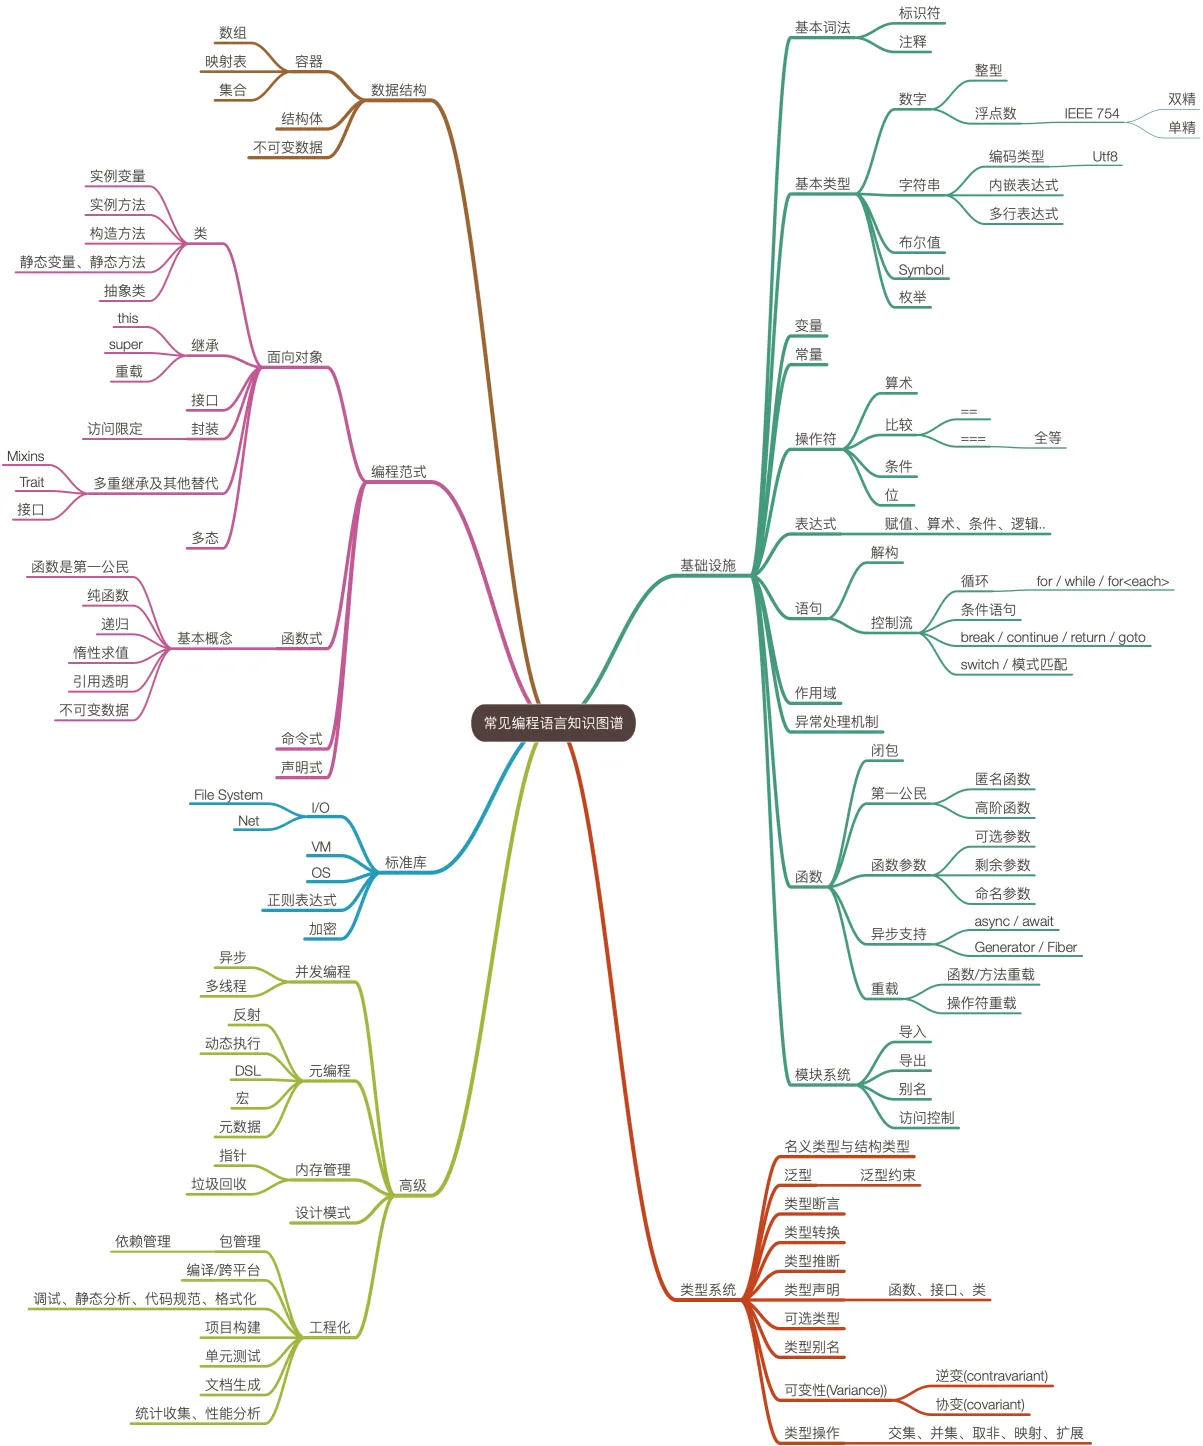 常见编程语言知识图谱
数据结构
容器
数组
映射表
集合
结构体
不可变数据
编程范式
面向对象
类
实例变量
实例方法
构造方法
静态变量、静态方法
抽象类
继承
this
super
重载
接口
封装
访问限定
多重继承及其他替代
Mixins
Trait
接口
多态
函数式
基本概念
函数是第一公民
纯函数
递归
惰性求值
引用透明
不可变数据
命令式
声明式
标准库
I/O
File System
Net
VM
OS
正则表达式
加密
高级
并发编程
异步
多线程
元编程
反射
动态执行
DSL
宏
元数据
内存管理
指针
垃圾回收
设计模式
工程化
包管理
依赖管理
编译/跨平台
调试、静态分析、代码规范、格式化
项目构建
单元测试
文档生成
统计收集、性能分析
基础设施
基本词法
标识符
注释
基本类型
数字
整型
浮点数
IEEE 754
双精
单精
字符串
编码类型
Utf8
内嵌表达式
多行表达式
布尔值
Symbol
枚举
变量
常量
操作符
算术
比较
==
===
全等
条件
位
表达式
赋值、算术、条件、逻辑..
语句
解构
控制流
循环
for / while / for<each>
条件语句
break / continue / return / goto
switch / 模式匹配
作用域
异常处理机制
函数
闭包
第一公民
匿名函数
高阶函数
函数参数
可选参数
剩余参数
命名参数
异步支持
async / await
Generator / Fiber
重载
函数/方法重载
操作符重载
模块系统
导入
导出
别名
访问控制
类型系统
名义类型与结构类型
泛型
泛型约束
类型断言
类型转换
类型推断
类型声明
函数、接口、类
可选类型
类型别名
可变性(Variance))
逆变(contravariant)
协变(covariant)
类型操作
交集、并集、取非、映射、扩展